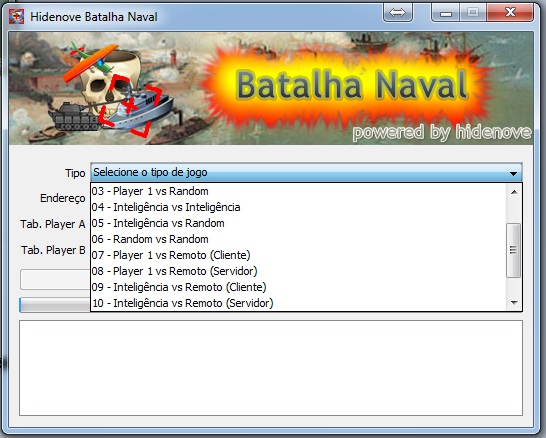 Hidenove Batalha Naval
Batalha Naval
powered by hidenove
Tipo
Selecione o tipo de jogo
Endereço
Tab. Player A
Tab. Player B
03 - Player 1 vs Random
04 - Inteligência vs Inteligência
05 - Inteligência vs Random
06 - Random vs Random
07 - Player 1 vs Remoto (Cliente)
08 - Player 1 vs Remoto (Servidor)
09 - Inteligência vs Remoto (Cliente)
10 - Inteligência vs Remoto (Servidor)